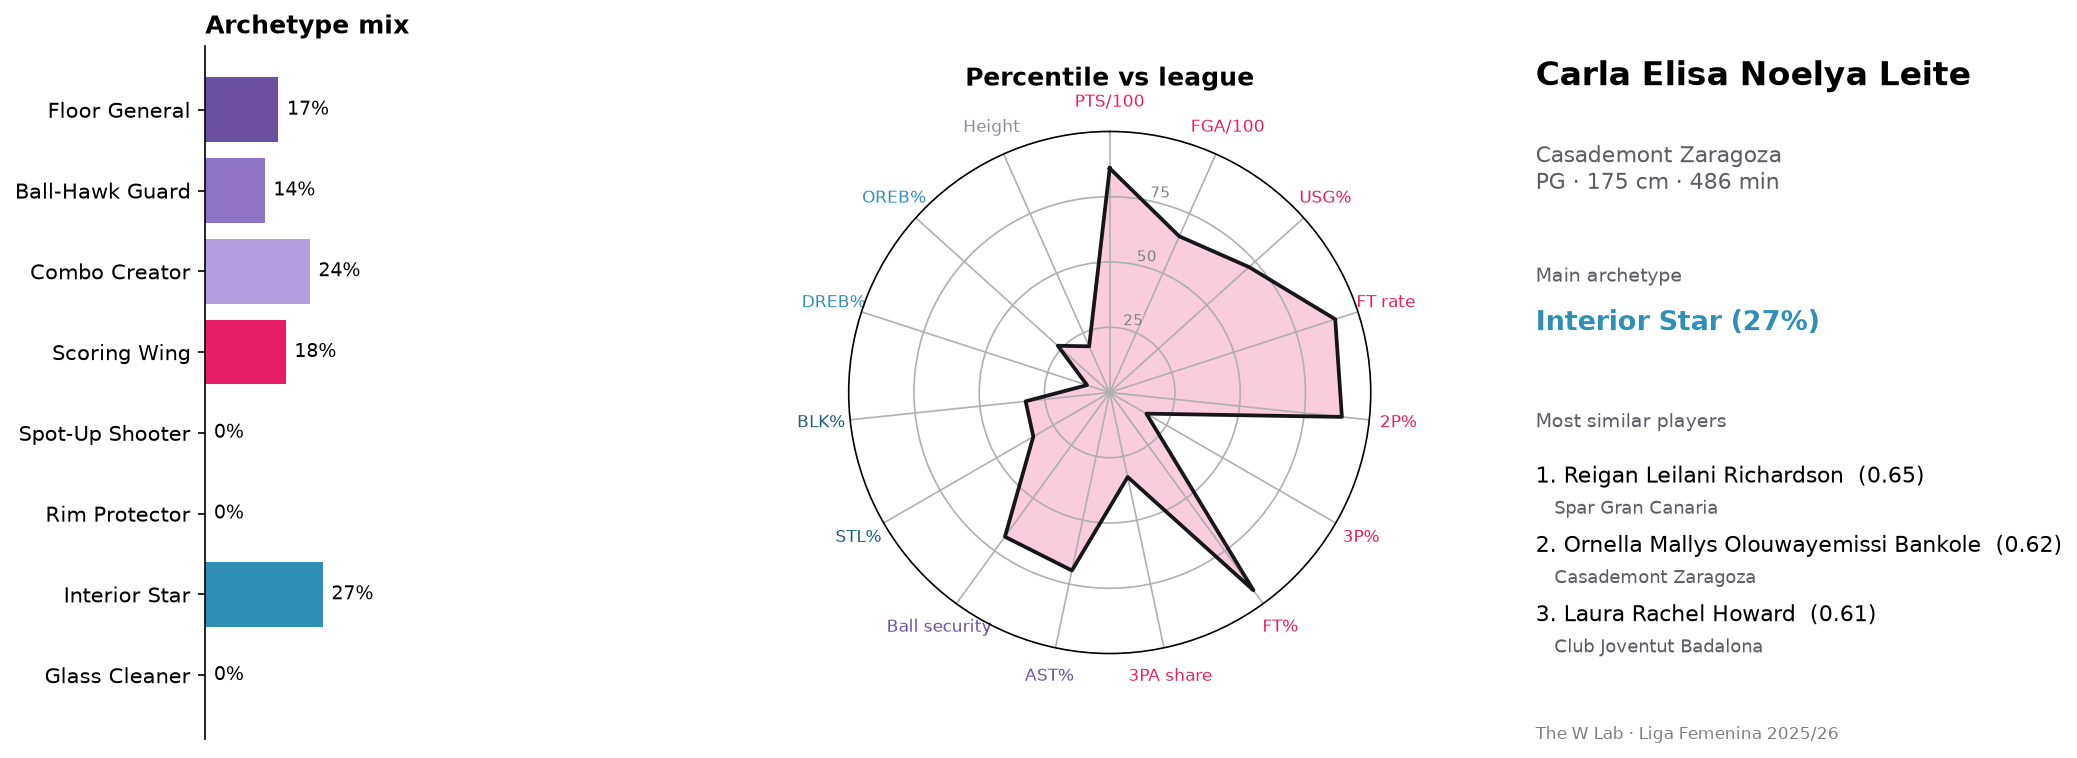 Archetype mix
Floor General
17%
Ball-Hawk Guard
14%
Combo Creator
24%
Scoring Wing
18%
Spot-Up Shooter
0%
Rim Protector
0%
Interior Star
27%
Glass Cleaner
0%
Percentile vs league
PTS/100
FGA/100
USG%
FT rate
2P%
3P%
FT%
3PA share
AST%
Ball security
STL%
BLK%
DREB%
OREB%
Height
75
50
25
Carla Elisa Noelya Leite
Casademont Zaragoza
PG · 175 cm · 486 min
Main archetype
Interior Star (27%)
Most similar players
1. Reigan Leilani Richardson (0.65)
Spar Gran Canaria
2. Ornella Mallys Olouwayemissi Bankole (0.62)
Casademont Zaragoza
3. Laura Rachel Howard (0.61)
Club Joventut Badalona
The W Lab · Liga Femenina 2025/26